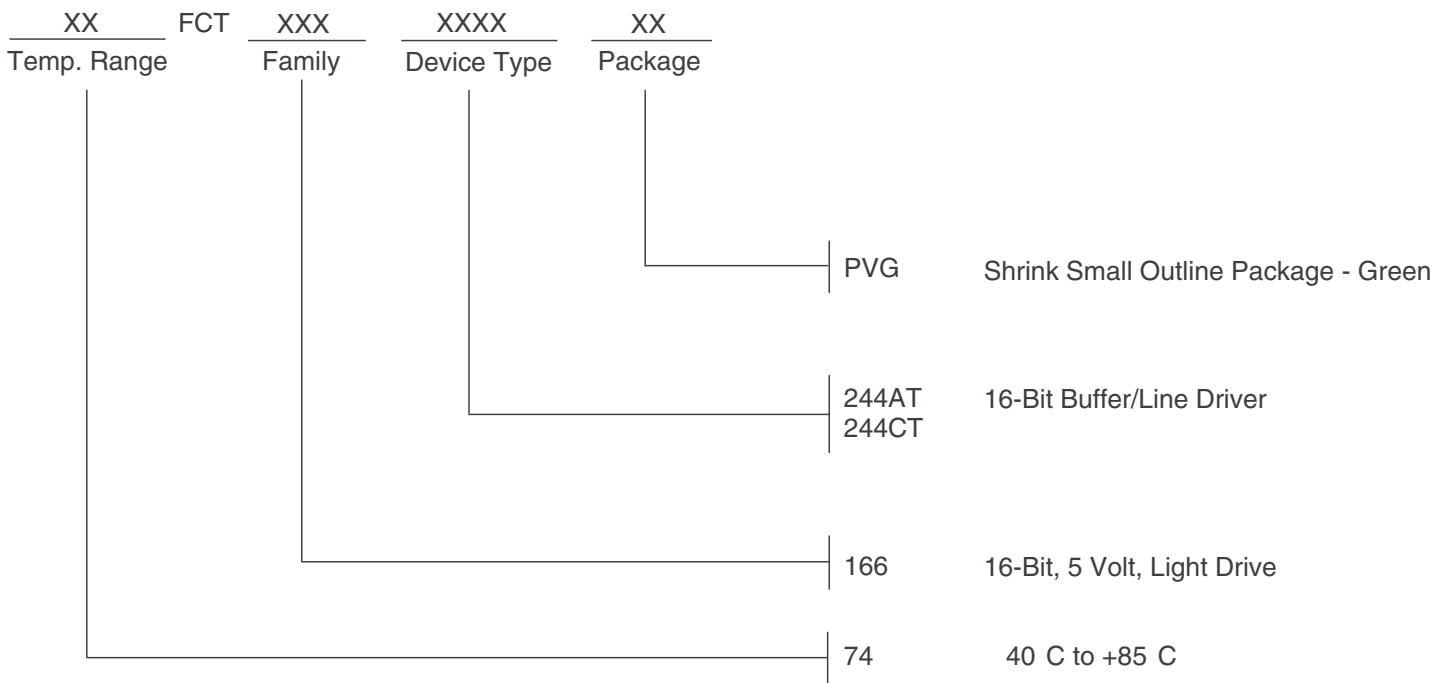 XX FCT XXX XXXX XX
Temp. Range Family Device Type Package
PVG Shrink Small Outline Package - Green
244AT 16-Bit Buffer/Line Driver
244CT
166 16-Bit, 5 Volt, Light Drive
74 40 C to +85 C